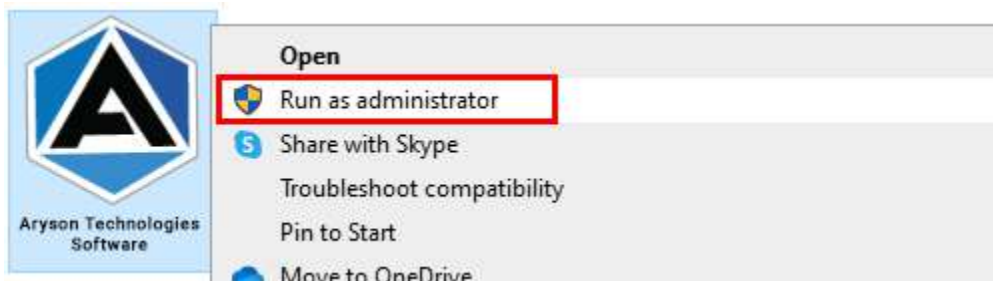 Open
Run as administrator
Share with Skype
Troubleshoot compatibility
Pin to Start
Move to OneDrive
Aryson Technologies
Software